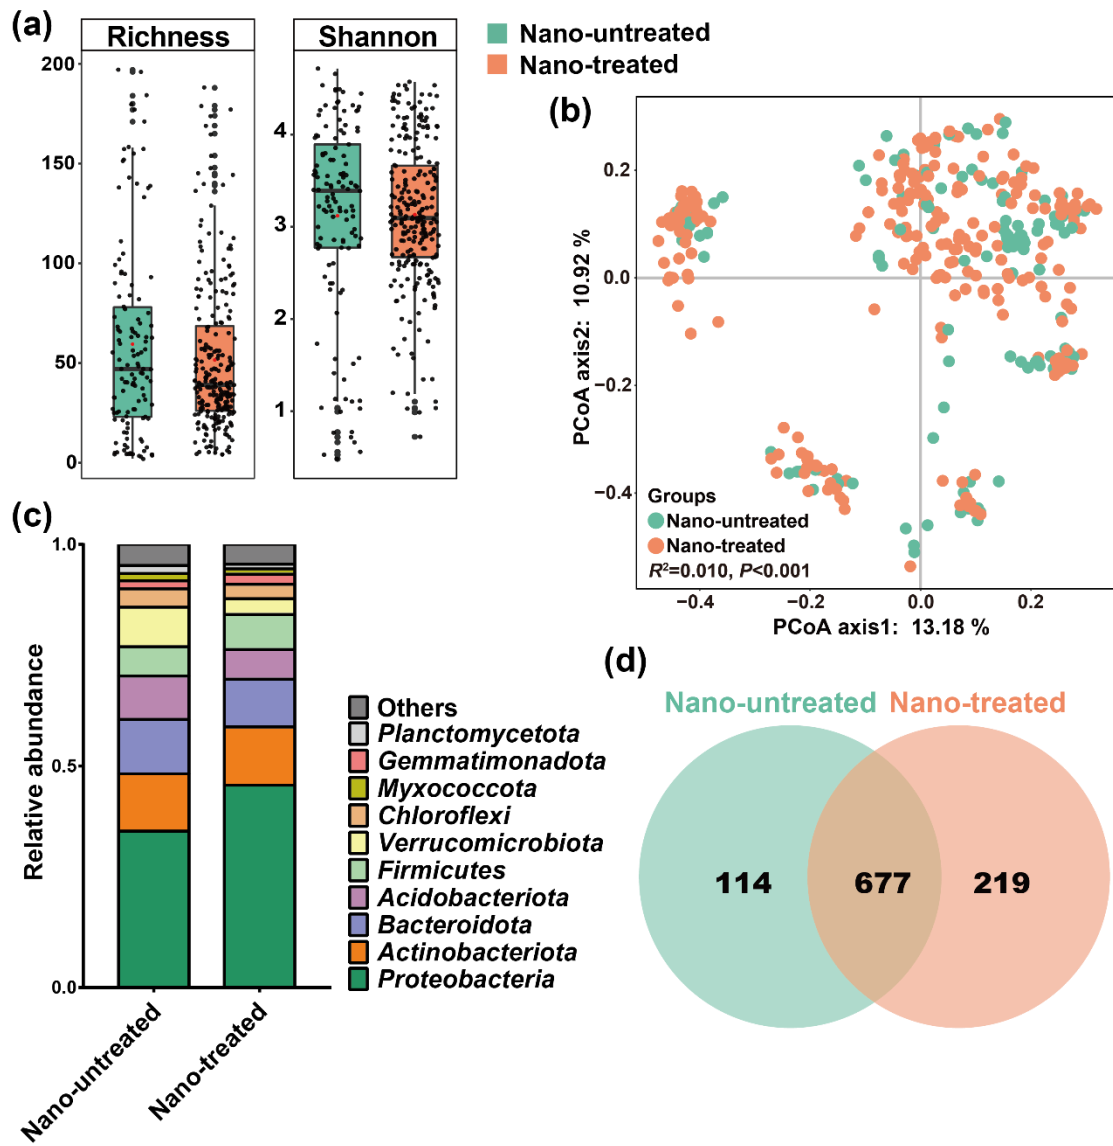 (a)
Richness
Shannon
Nano-untreated
Nano-treated
200
150
100
50
0
4
3
2
1
(b)
PCoA axis2: 10.92 %
0.2
0.0
−0.2
−0.4
Groups
Nano-untreated
Nano-treated
R²=0.010, P<0.001
−0.4
−0.2
0.0
0.2
PCoA axis1: 13.18 %
(c)
Relative abundance
1.0
0.5
0.0
Nano-untreated
Nano-treated
Others
Planctomycetota
Gemmatimonadota
Myxococcota
Chloroflexi
Verrucomicrobiota
Firmicutes
Acidobacteriota
Bacteroidota
Actinobacteriota
Proteobacteria
(d)
Nano-untreated
Nano-treated
114
677
219